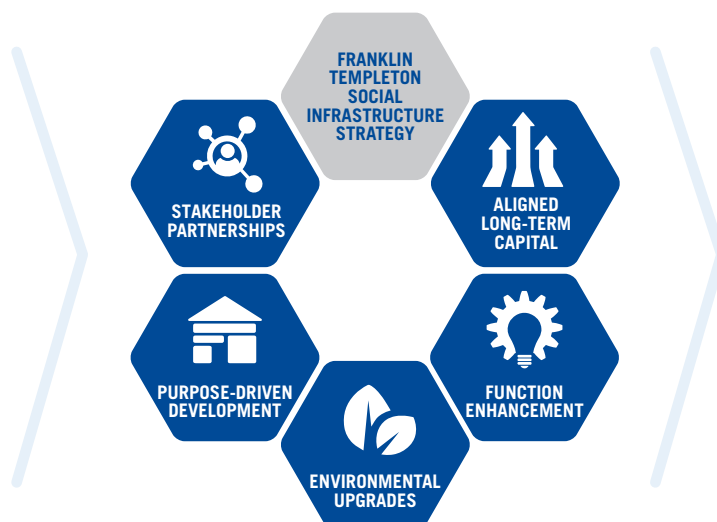 FRANKLIN
TEMPLETON
SOCIAL
INFRASTRUCTURE
STRATEGY
STAKEHOLDER
PARTNERSHIPS
ALIGNED
LONG-TERM
CAPITAL
PURPOSE-DRIVEN
DEVELOPMENT
FUNCTION
ENHANCEMENT
ENVIRONMENTAL
UPGRADES